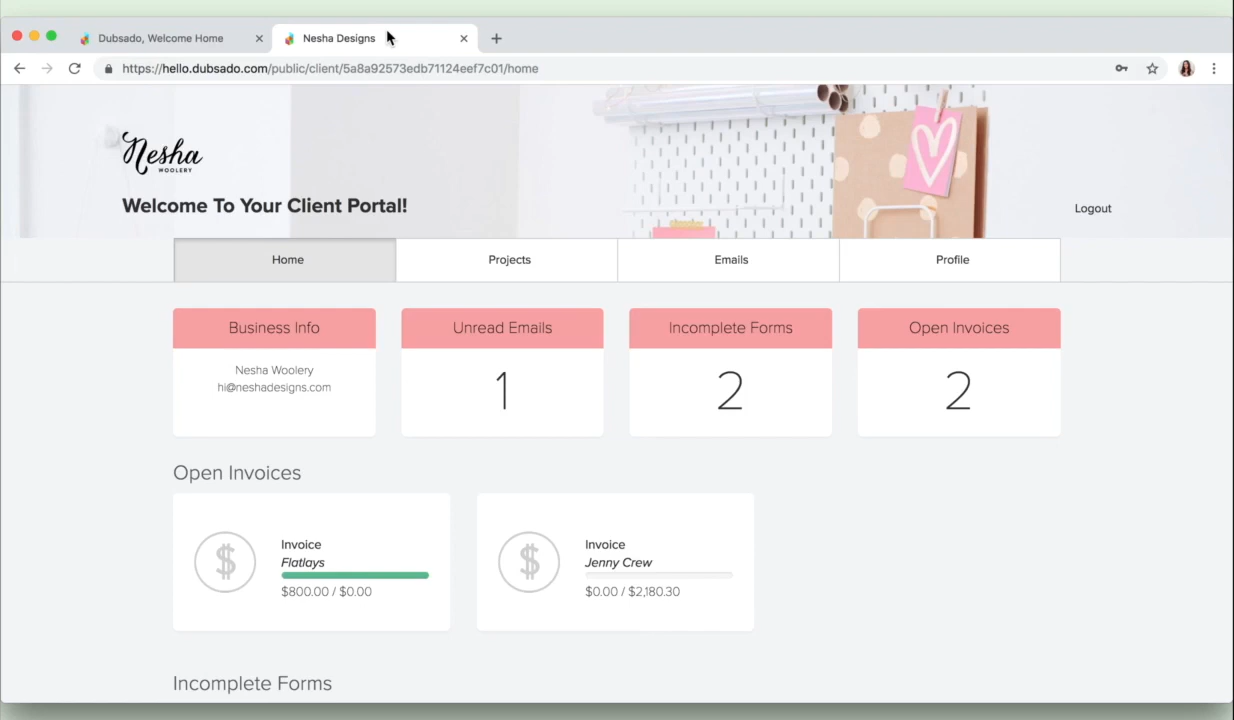 Dubsado, Welcome Home
Nesha Designs
https://hello.dubsado.com/public/client/5a8a92573edb71124eef7c01/home
Nesha
WOOLERY
Welcome To Your Client Portal!
Logout
Home
Projects
Emails
Profile
Business Info
Unread Emails
Incomplete Forms
Open Invoices
Nesha Woolery
hi@neshadesigns.com
1
2
2
Open Invoices
Invoice
Flatlays
$800.00 / $0.00
Invoice
Jenny Crew
$0.00 / $2,180.30
Incomplete Forms